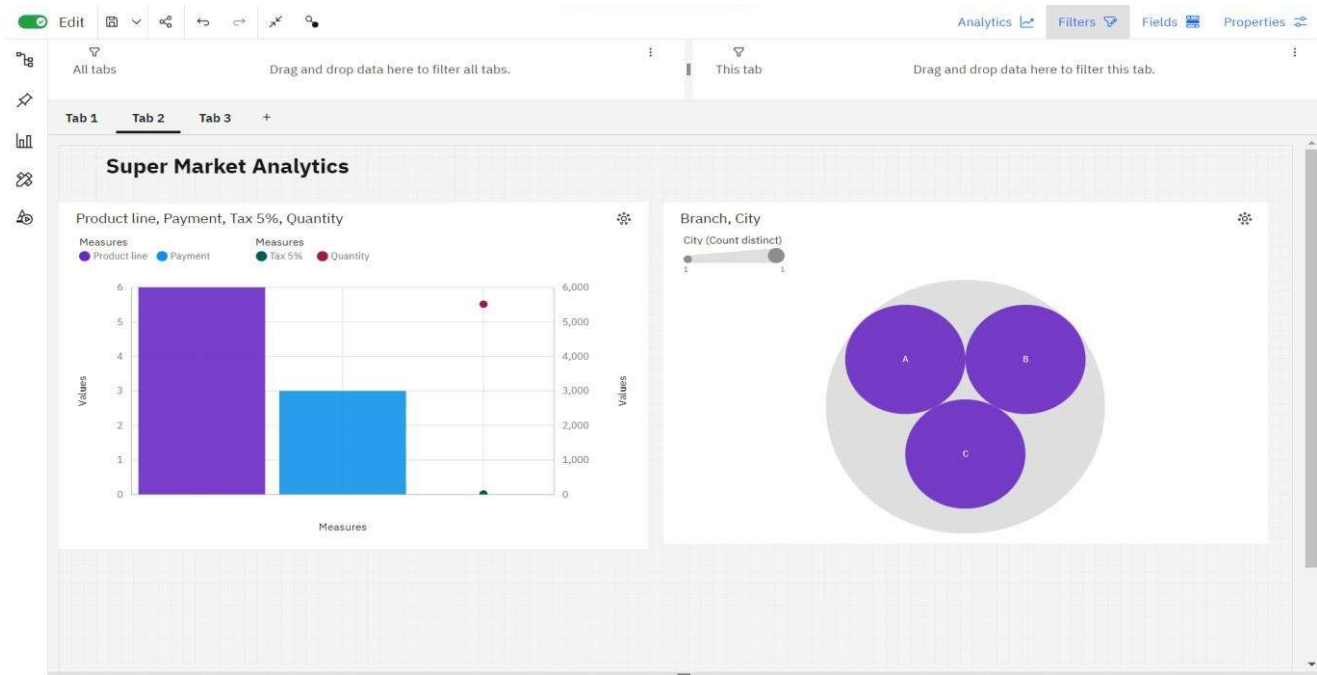 Edit
Analytics
Filters
Fields
Properties
All tabs
Drag and drop data here to filter all tabs.
This tab
Drag and drop data here to filter this tab.
Tab 1 Tab 2 Tab 3 +
Super Market Analytics
Product line, Payment, Tax 5%, Quantity
Measures
Product line Payment
Measures
Tax 5% Quantity
6
5
4
3
2
1
0
Values
6,000
5,000
4,000
3,000
2,000
1,000
0
Values
Measures
Branch, City
City (Count distinct)
1 1
A
B
C